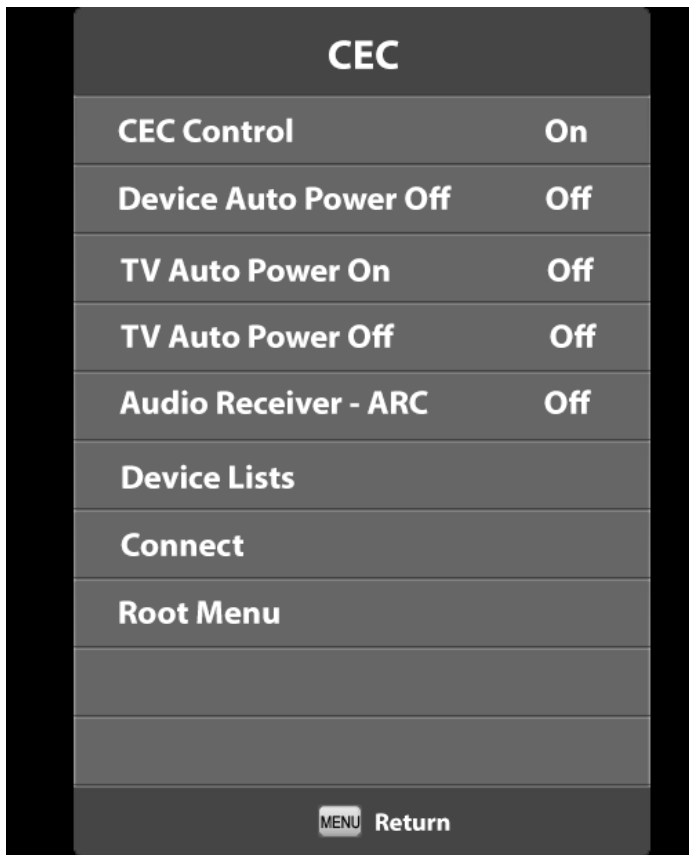 CEC
CEC Control On
Device Auto Power Off Off
TV Auto Power On Off
TV Auto Power Off Off
Audio Receiver - ARC Off
Device Lists
Connect
Root Menu
MENU Return